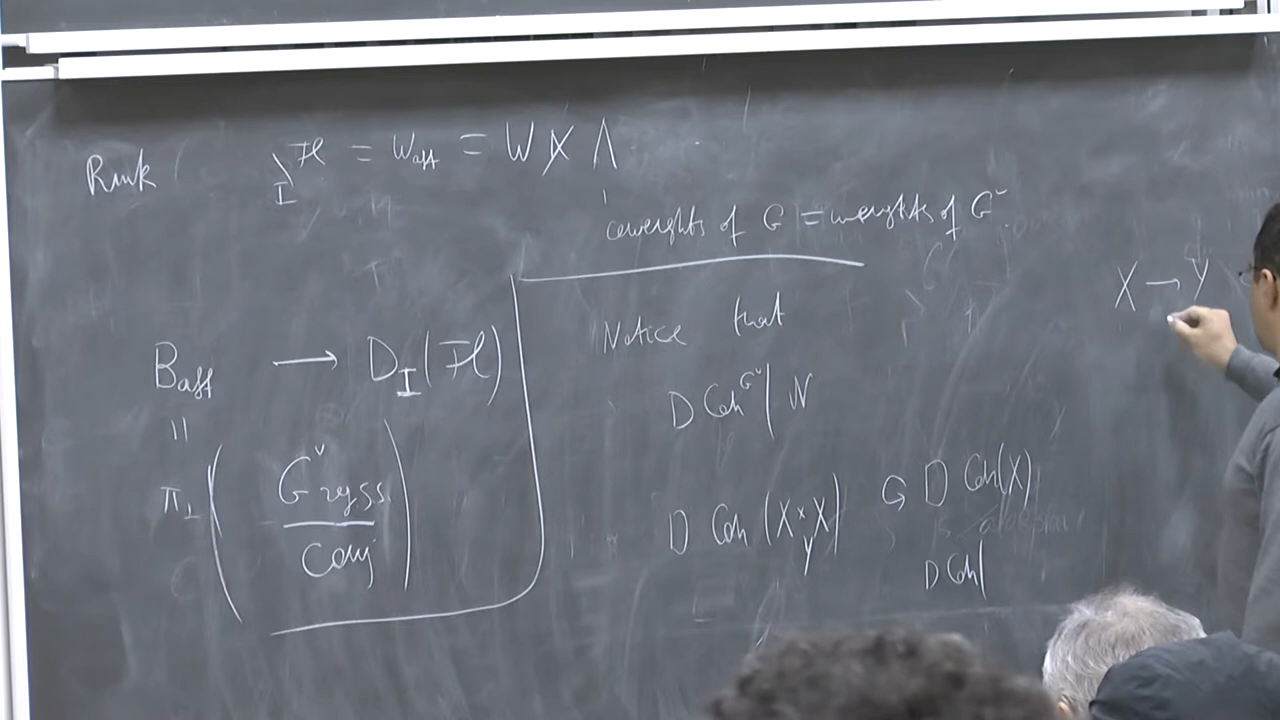 Rmk I\Fl = W_aff = W ⋉ Λ
coweights of G = weights of G^∨.
B_aff → D_I(Fl)
=
π_1 ( G^∨ reg ss / conj )
Notice that
D Coh^{G^∨}( N
D Coh (X ×_Y X) G D Coh(X)
D Coh(
X → Y